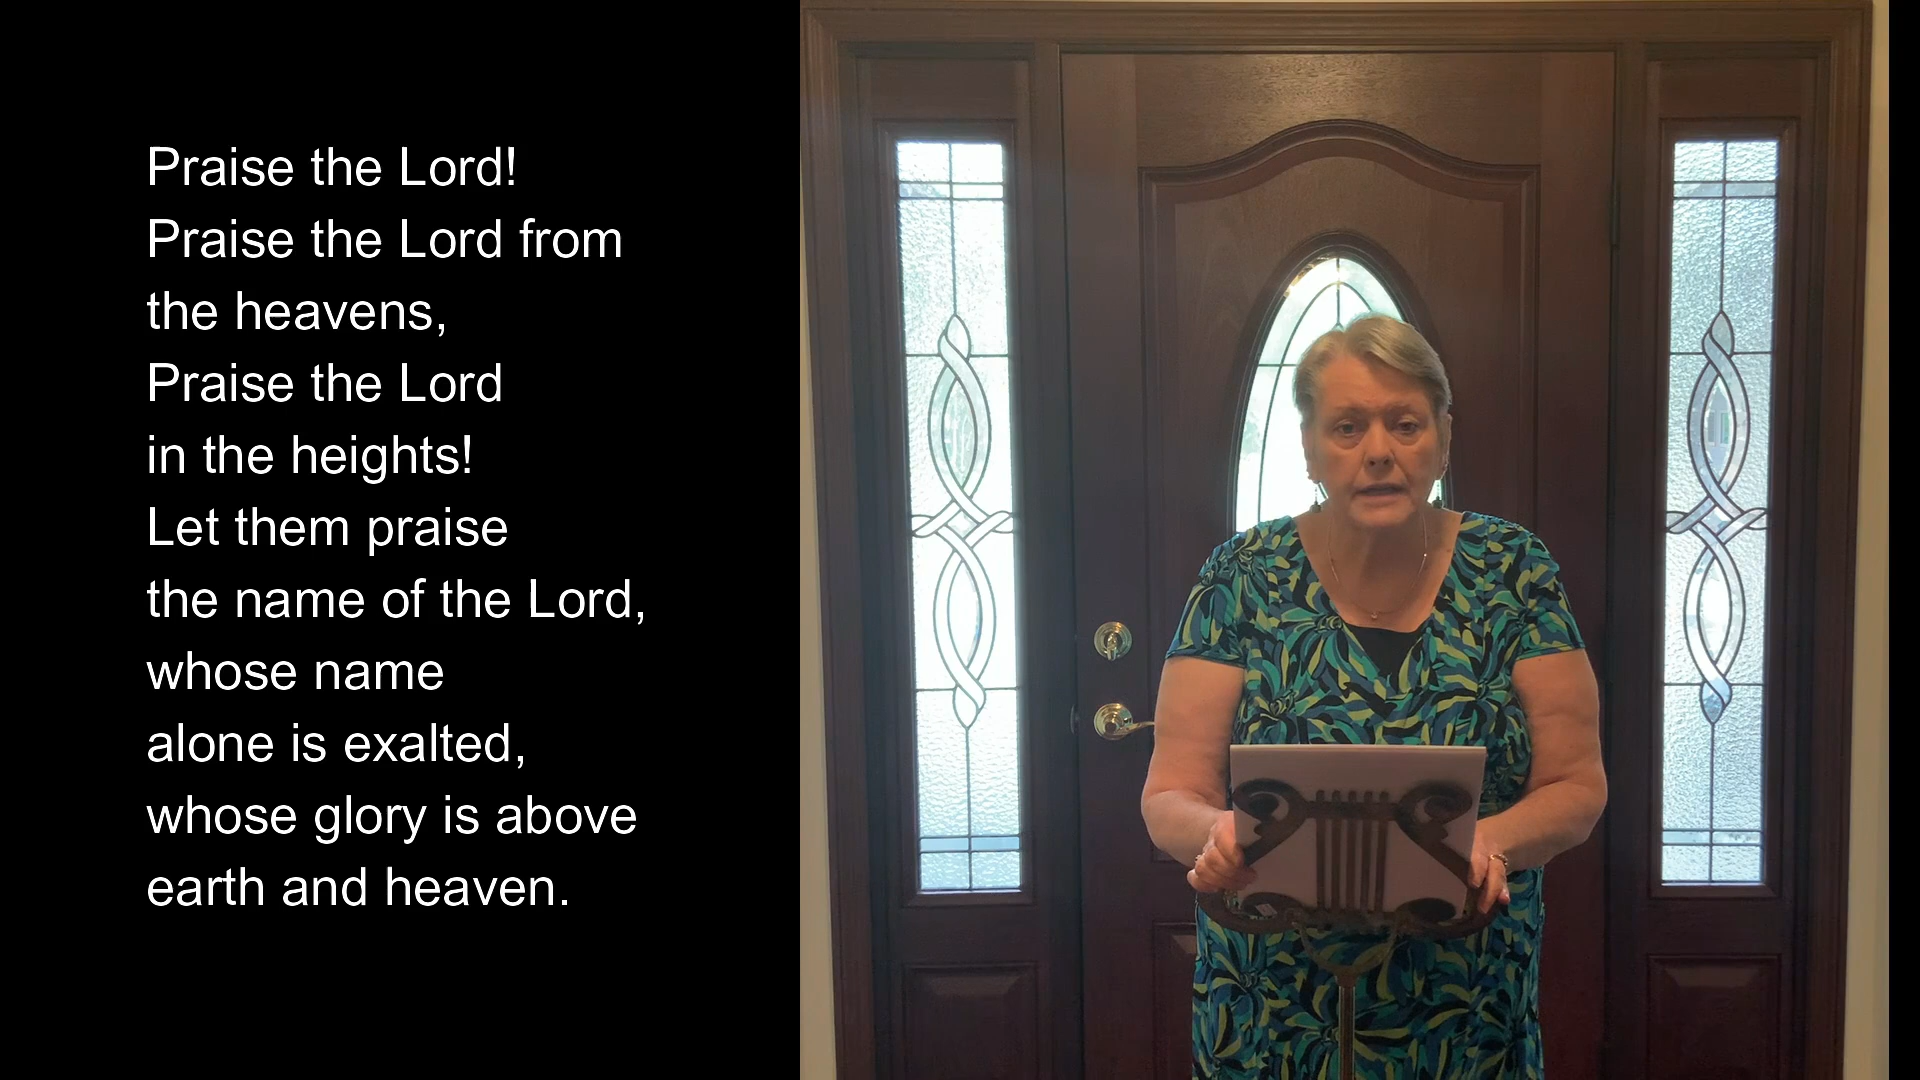 Praise the Lord!
Praise the Lord from
the heavens,
Praise the Lord
in the heights!
Let them praise
the name of the Lord,
whose name
alone is exalted,
whose glory is above
earth and heaven.